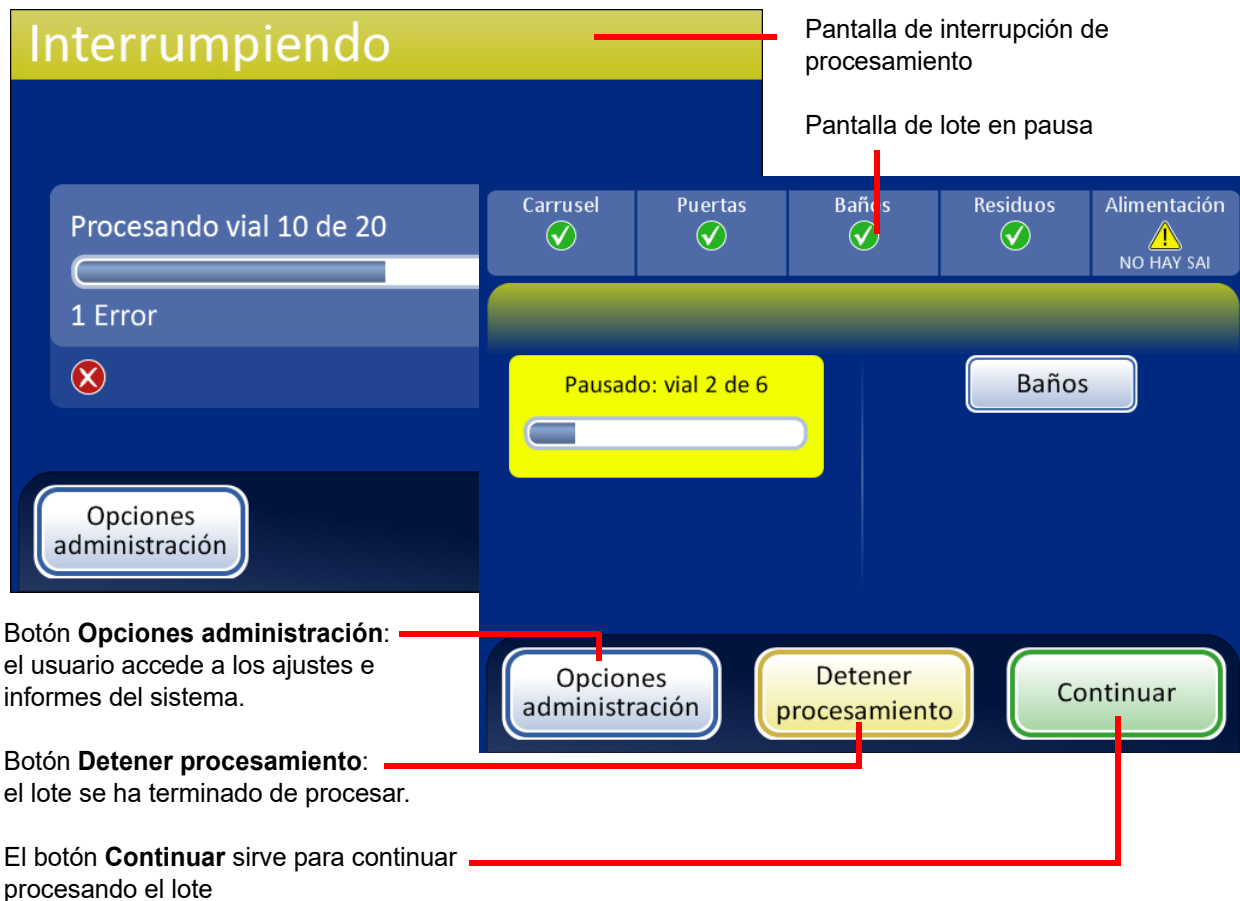 Interrumpiendo
Pantalla de interrupción de
procesamiento
Pantalla de lote en pausa
Procesando vial 10 de 20
1 Error
Opciones
administración
Carrusel
Puertas
Baños
Residuos
Alimentación
NO HAY SAI
Pausado: vial 2 de 6
Baños
Opciones
administración
Detener
procesamiento
Continuar
Botón Opciones administración:
el usuario accede a los ajustes e
informes del sistema.
Botón Detener procesamiento:
el lote se ha terminado de procesar.
El botón Continuar sirve para continuar
procesando el lote